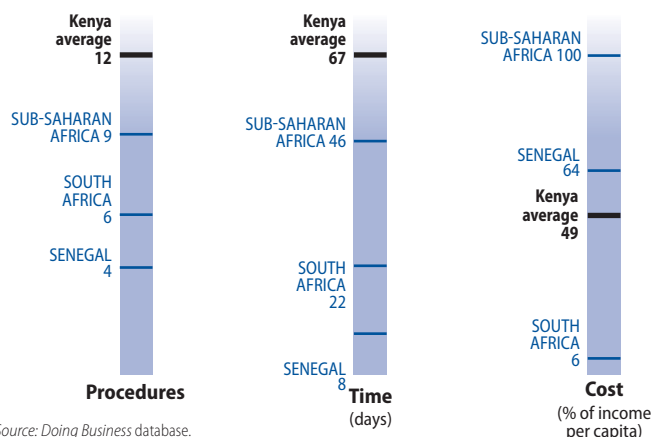 Kenya
average
12
SUB-SAHARAN
AFRICA 9
SOUTH
AFRICA
6
SENEGAL
4
Procedures
Kenya
average
67
SUB-SAHARAN
AFRICA 46
SOUTH
AFRICA
22
SENEGAL
8
Time
(days)
SUB-SAHARAN
AFRICA 100
SENEGAL
64
Kenya
average
49
SOUTH
AFRICA
6
Cost
(% of income
per capita)
Source: Doing Business database.